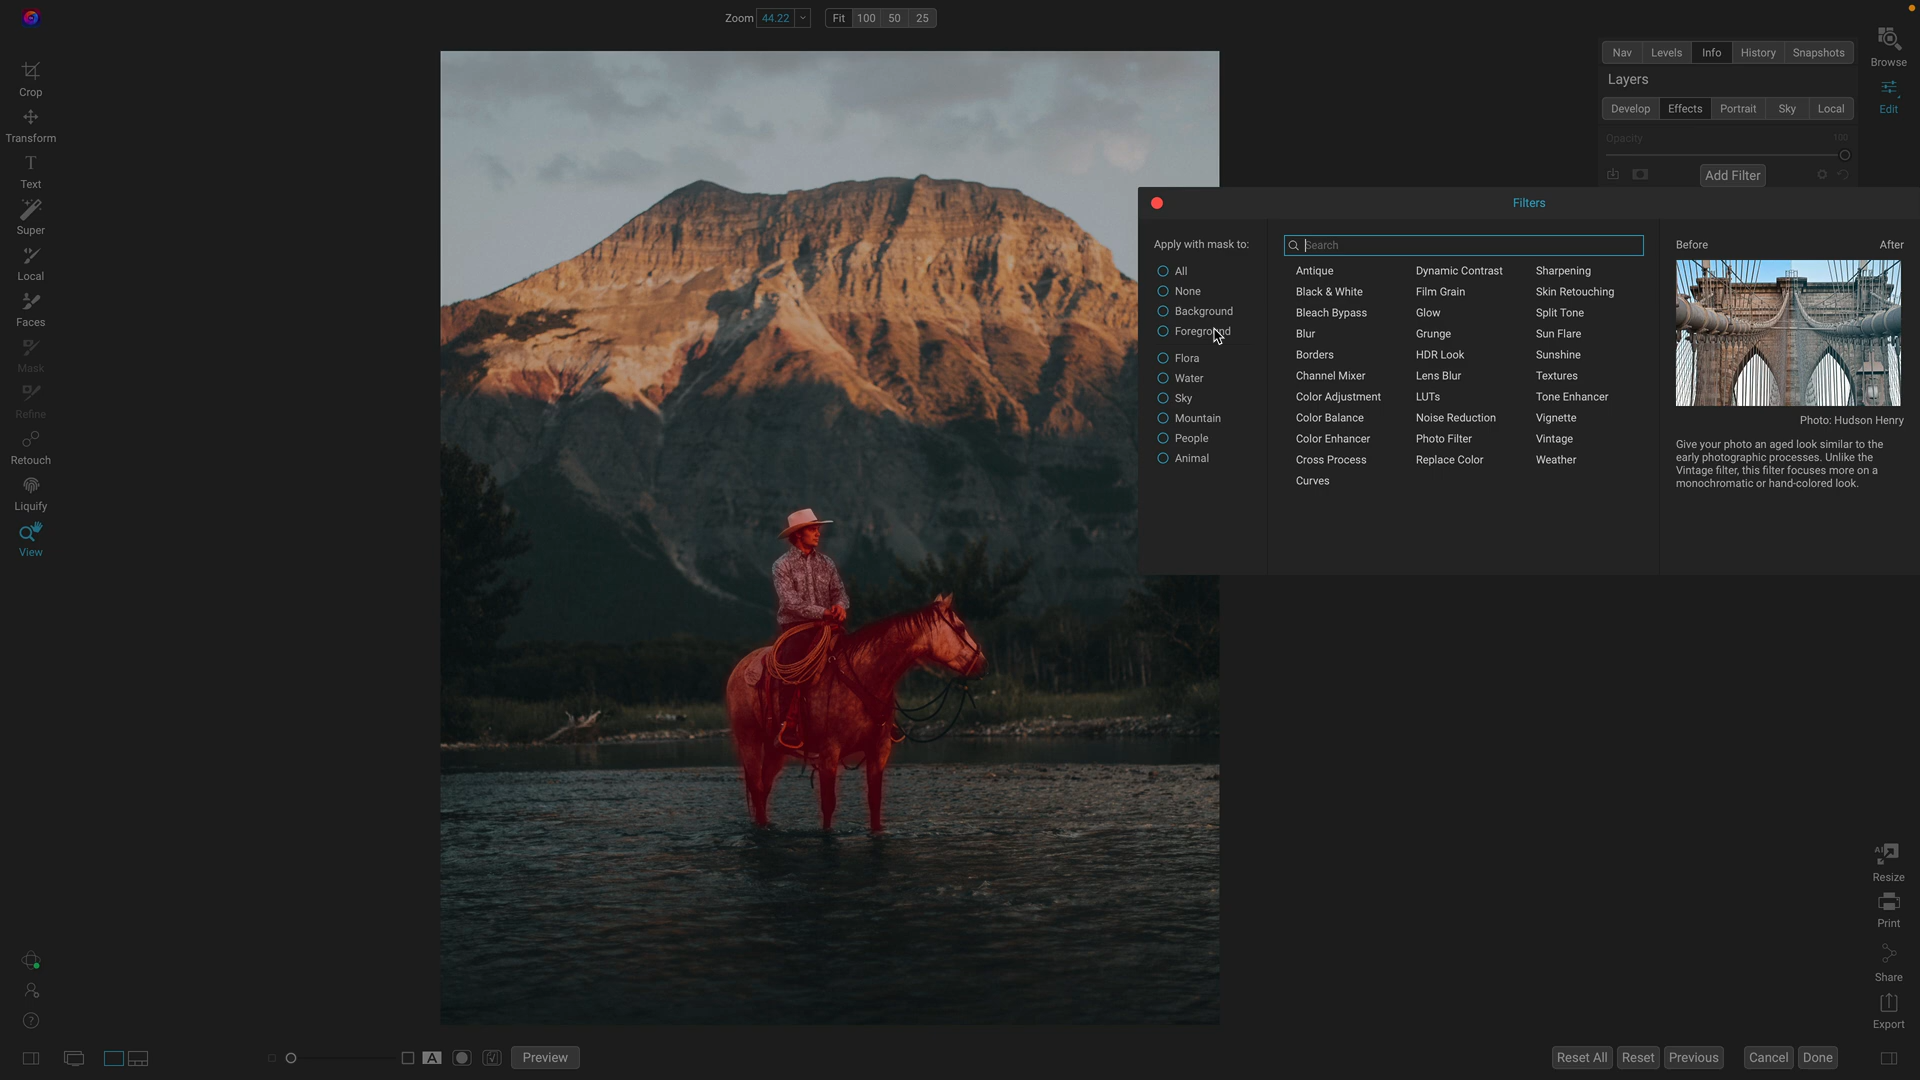 Zoom 44.22 Fit 100 50 25
Crop
Transform
T
Text
Super
Local
Faces
Mask
Refine
Retouch
Liquify
View
?
Nav Levels Info History Snapshots
Layers
Develop Effects Portrait Sky Local
Opacity 100
Add Filter
Browse
Edit
Filters
Apply with mask to:
All
None
Background
Foreground
Flora
Water
Sky
Mountain
People
Animal
Search
Antique
Black & White
Bleach Bypass
Blur
Borders
Channel Mixer
Color Adjustment
Color Balance
Color Enhancer
Cross Process
Curves
Dynamic Contrast
Film Grain
Glow
Grunge
HDR Look
Lens Blur
LUTs
Noise Reduction
Photo Filter
Replace Color
Sharpening
Skin Retouching
Split Tone
Sun Flare
Sunshine
Textures
Tone Enhancer
Vignette
Vintage
Weather
Before After
Photo: Hudson Henry
Give your photo an aged look similar to the
early photographic processes. Unlike the
Vintage filter, this filter focuses more on a
monochromatic or hand-colored look.
AI
Resize
Print
Share
Export
A Preview
Reset All Reset Previous Cancel Done